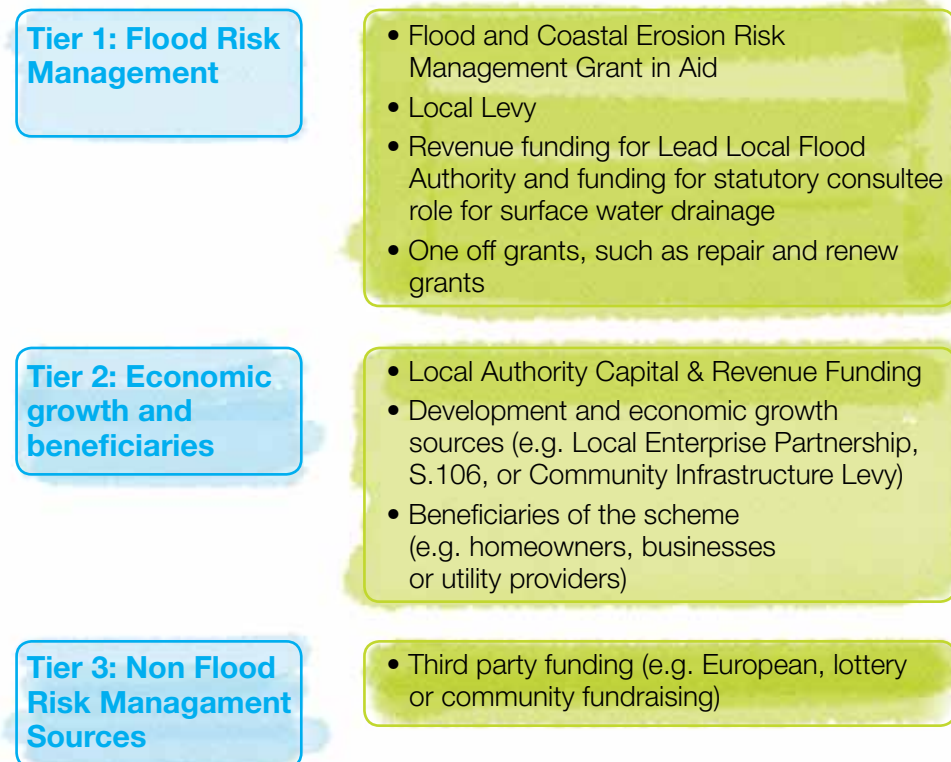 Tier 1: Flood Risk
Management
• Flood and Coastal Erosion Risk
Management Grant in Aid
• Local Levy
• Revenue funding for Lead Local Flood
Authority and funding for statutory consultee
role for surface water drainage
• One off grants, such as repair and renew
grants
Tier 2: Economic
growth and
beneficiaries
• Local Authority Capital & Revenue Funding
• Development and economic growth
sources (e.g. Local Enterprise Partnership,
S.106, or Community Infrastructure Levy)
• Beneficiaries of the scheme
(e.g. homeowners, businesses
or utility providers)
Tier 3: Non Flood
Risk Managament
Sources
• Third party funding (e.g. European, lottery
or community fundraising)